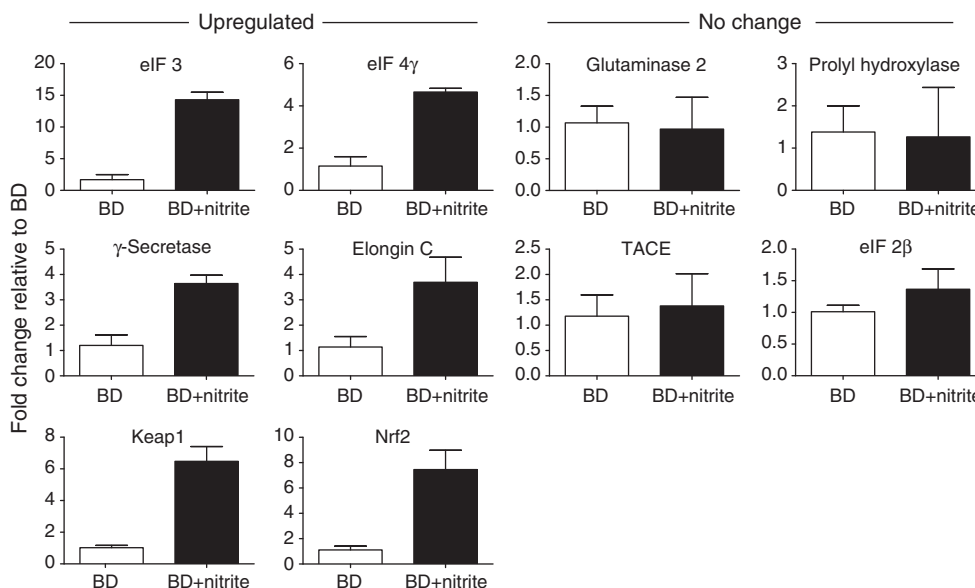 Upregulated
No change
Fold change relative to BD
eIF 3
20
15
10
5
0
BD
BD+nitrite
eIF 4γ
6
4
2
0
BD
BD+nitrite
Glutaminase 2
2.0
1.5
1.0
0.5
0.0
BD
BD+nitrite
Prolyl hydroxylase
3
2
1
0
BD
BD+nitrite
γ-Secretase
5
4
3
2
1
0
BD
BD+nitrite
Elongin C
5
4
3
2
1
0
BD
BD+nitrite
TACE
2.5
2.0
1.5
1.0
0.5
0.0
BD
BD+nitrite
eIF 2β
2.0
1.5
1.0
0.5
0.0
BD
BD+nitrite
Keap1
8
6
4
2
0
BD
BD+nitrite
Nrf2
10
8
6
4
2
0
BD
BD+nitrite